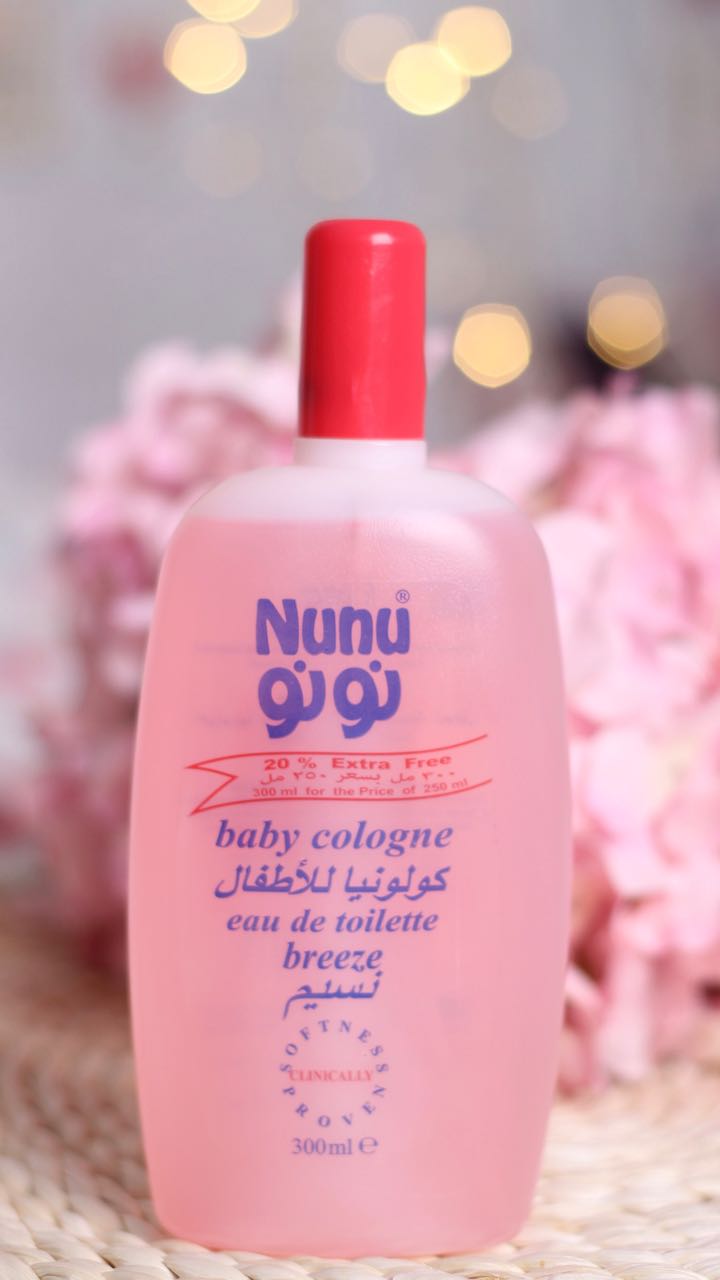 Nunu®
نونو
20 % Extra Free
٣٠٠ مل بسعر ٢٥٠ مل
300 ml for the Price of 250 ml
baby cologne
كولونيا للأطفال
eau de toilette
breeze
نسيم
SOFTNESS
CLINICALLY
PROVEN
300ml ℮